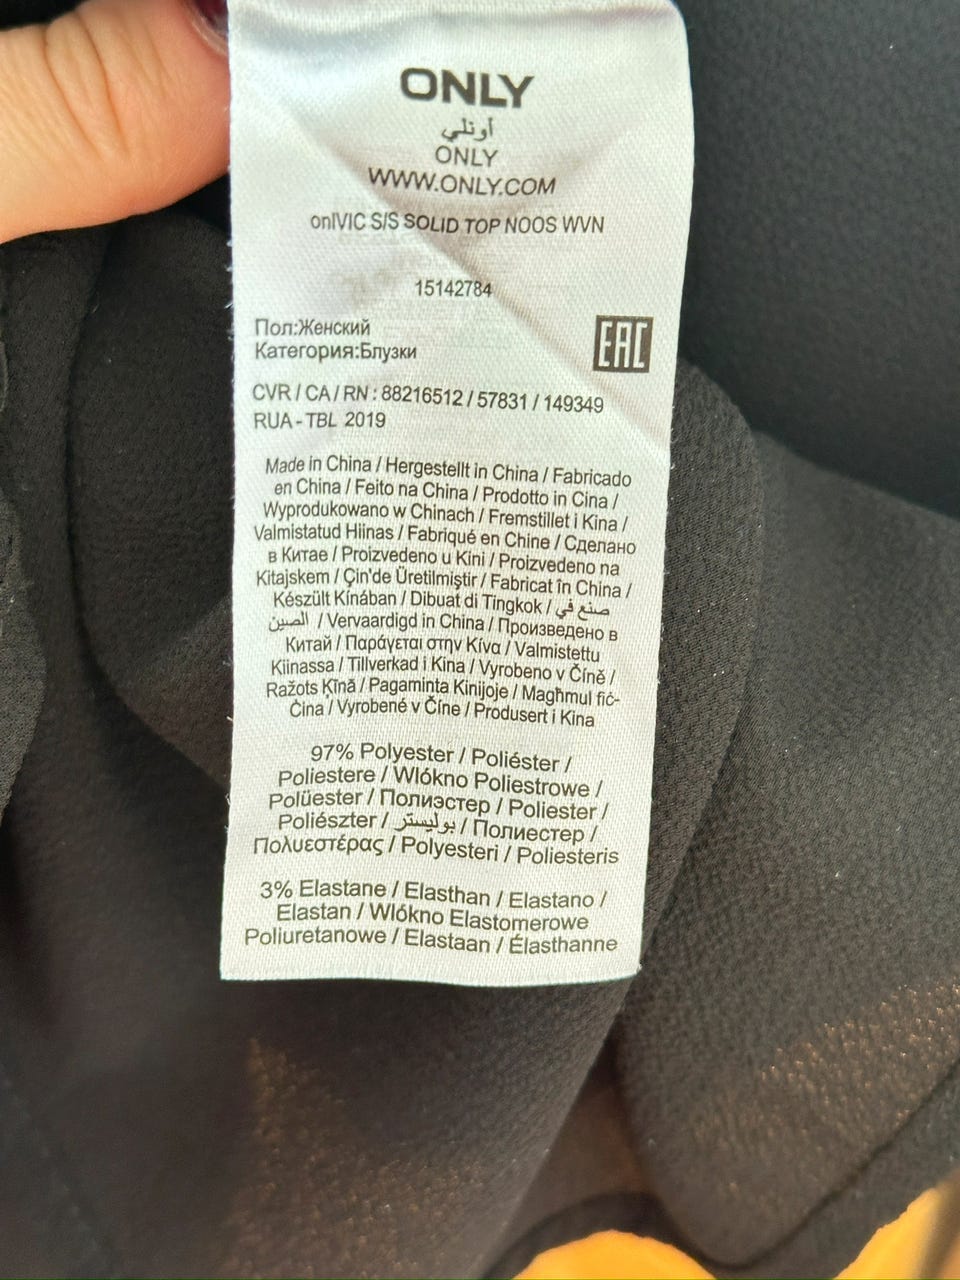 ONLY
أونلي
ONLY
WWW.ONLY.COM
onlVIC S/S SOLID TOP NOOS WVN
15142784
Пол:Женский
Категория:Блузки
EAC
CVR / CA / RN : 88216512 / 57831 / 149349
RUA - TBL 2019
Made in China / Hergestellt in China / Fabricado
en China / Feito na China / Prodotto in Cina /
Wyprodukowano w Chinach / Fremstillet i Kina /
Valmistatud Hiinas / Fabriqué en Chine / Сделано
в Китае / Proizvedeno u Kini / Proizvedeno na
Kitajskem / Çin'de Üretilmiştir / Fabricat în China /
Készült Kínában / Dibuat di Tingkok / صنع في
الصين / Vervaardigd in China / Произведено в
Китай / Παράγεται στην Κίνα / Valmistettu
Kiinassa / Tillverkad i Kina / Vyrobeno v Číně /
Ražots Ķīnā / Pagaminta Kinijoje / Magħmul fiċ-
Ċina / Vyrobené v Číne / Produsert i Kina
97% Polyester / Poliéster /
Poliestere / Wlókno Poliestrowe /
Polüester / Полиэстер / Poliester /
Poliészter / بوليستر / Полиестер /
Πολυεστέρας / Polyesteri / Poliesteris
3% Elastane / Elasthan / Elastano /
Elastan / Wlókno Elastomerowe
Poliuretanowe / Elastaan / Élasthanne